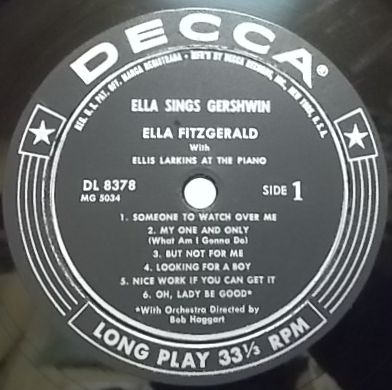 DECCA®
REG. U.S. PAT. OFF. MARCA REGISTRADA • MFR'D BY DECCA RECORDS, INC., NEW YORK, U.S.A.
ELLA SINGS GERSHWIN
ELLA FITZGERALD
With
ELLIS LARKINS AT THE PIANO
DL 8378
MG 5034
SIDE 1
1. SOMEONE TO WATCH OVER ME
2. MY ONE AND ONLY
(What Am I Gonna Do)
3. BUT NOT FOR ME
4. LOOKING FOR A BOY
5. NICE WORK IF YOU CAN GET IT
6. OH, LADY BE GOOD*
*With Orchestra Directed by
Bob Haggart
LONG PLAY 33⅓ RPM